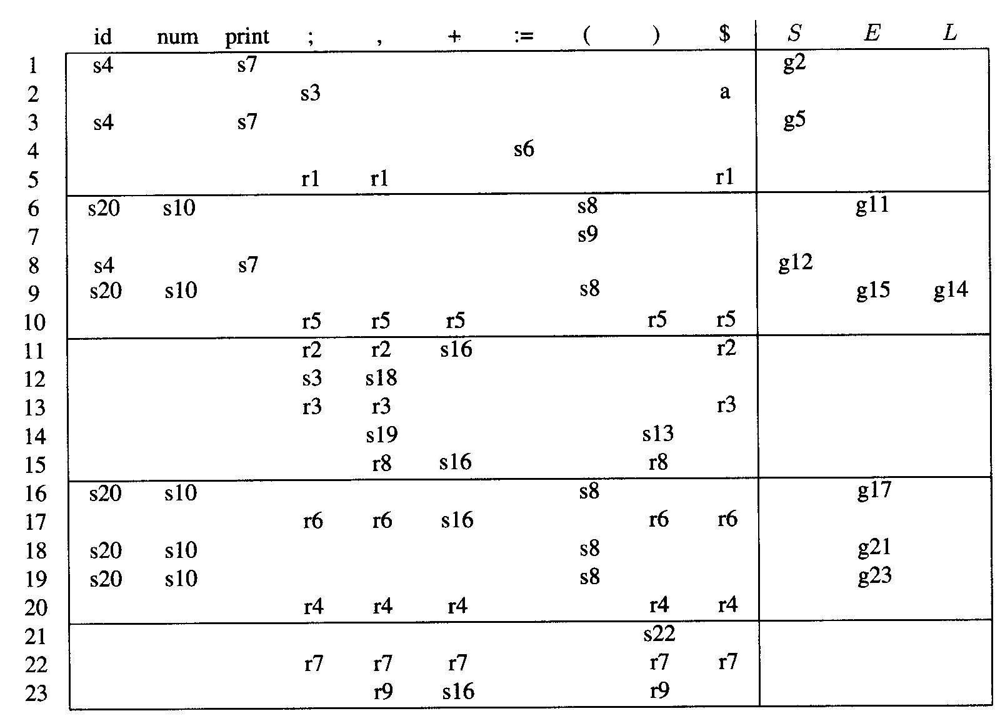 id num print ; , + := ( ) $ S E L
1 s4 s7 g2
2 s3 a
3 s4 s7 g5
4 s6
5 r1 r1 r1
6 s20 s10 s8 g11
7 s9
8 s4 s7 g12
9 s20 s10 s8 g15 g14
10 r5 r5 r5 r5 r5
11 r2 r2 s16 r2
12 s3 s18
13 r3 r3 r3
14 s19 s13
15 r8 s16 r8
16 s20 s10 s8 g17
17 r6 r6 s16 r6 r6
18 s20 s10 s8 g21
19 s20 s10 s8 g23
20 r4 r4 r4 r4 r4
21 s22
22 r7 r7 r7 r7 r7
23 r9 s16 r9